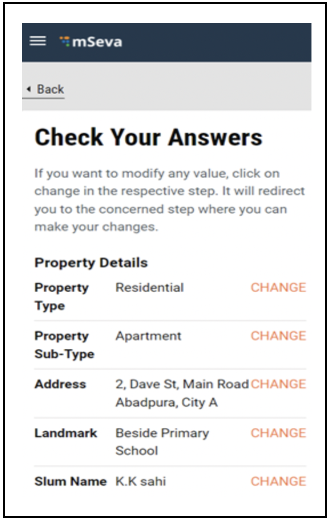 mSeva
Back
Check Your Answers
If you want to modify any value, click on
change in the respective step. It will redirect
you to the concerned step where you can
make your changes.
Property Details
Property Residential CHANGE
Type
Property Apartment CHANGE
Sub-Type
Address 2, Dave St, Main Road CHANGE
Abadpura, City A
Landmark Beside Primary CHANGE
School
Slum Name K.K sahi CHANGE